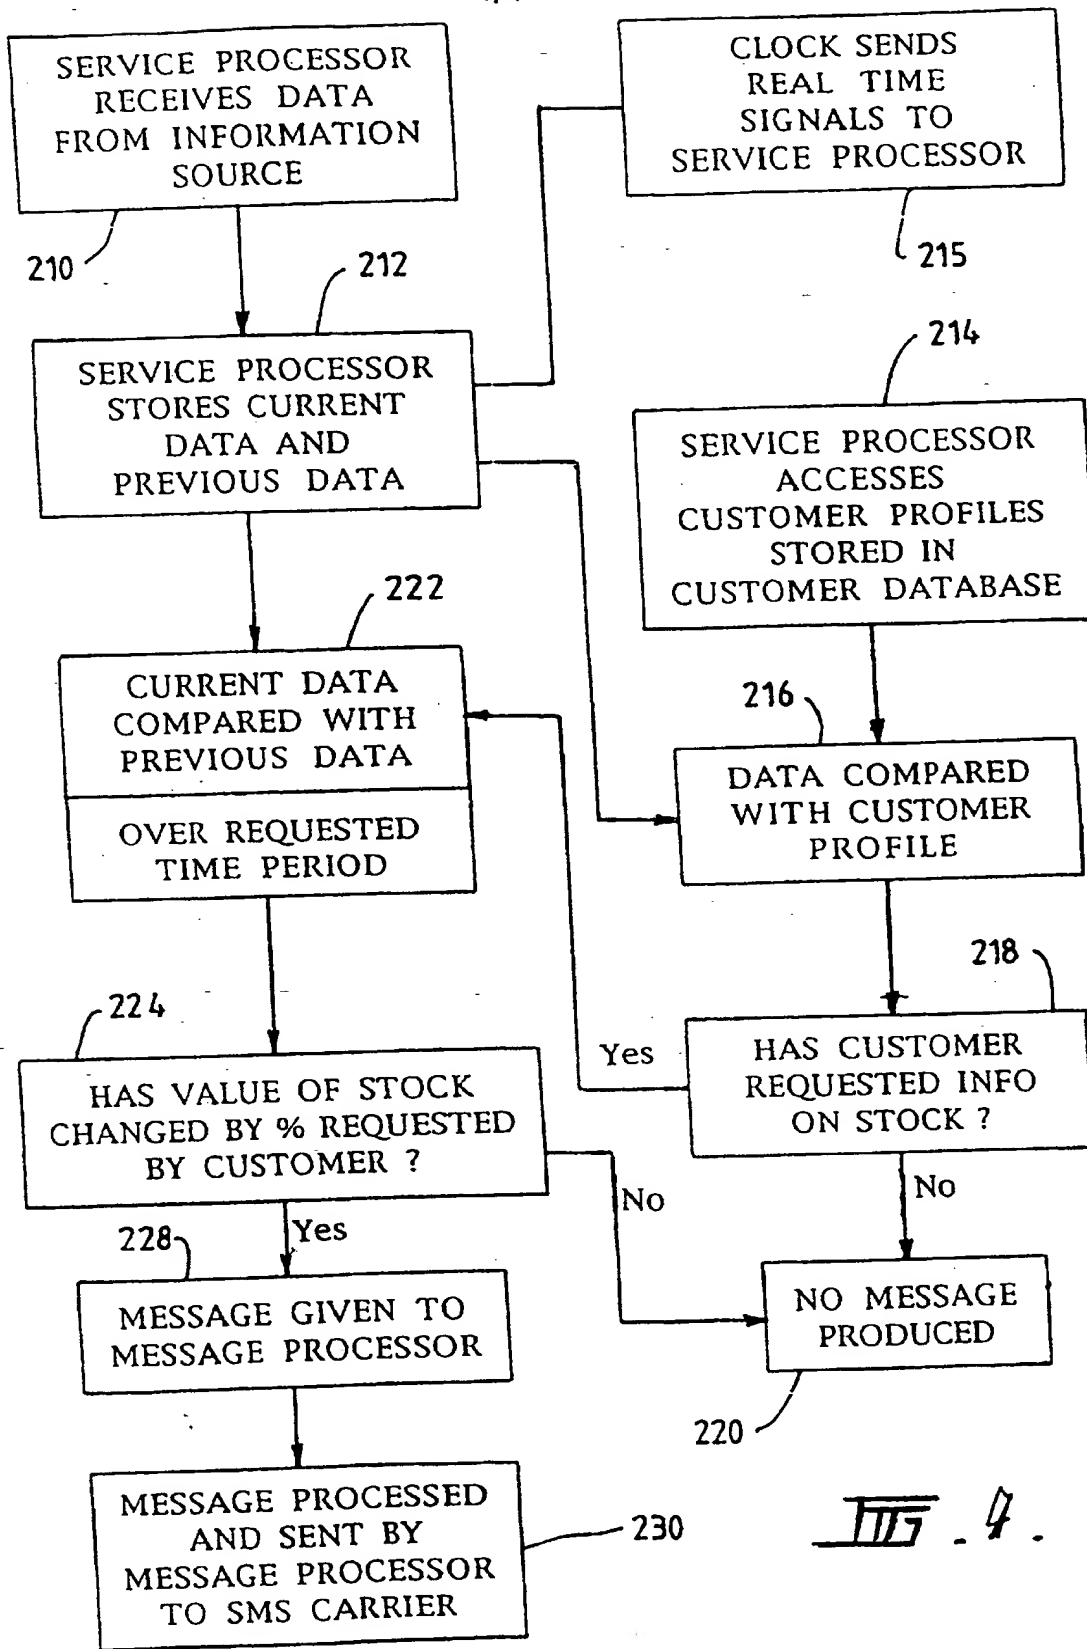 SERVICE PROCESSOR
RECEIVES DATA
FROM INFORMATION
SOURCE
210
CLOCK SENDS
REAL TIME
SIGNALS TO
SERVICE PROCESSOR
215
212
SERVICE PROCESSOR
STORES CURRENT
DATA AND
PREVIOUS DATA
214
SERVICE PROCESSOR
ACCESSES
CUSTOMER PROFILES
STORED IN
CUSTOMER DATABASE
222
CURRENT DATA
COMPARED WITH
PREVIOUS DATA
OVER REQUESTED
TIME PERIOD
216
DATA COMPARED
WITH CUSTOMER
PROFILE
224
HAS VALUE OF STOCK
CHANGED BY % REQUESTED
BY CUSTOMER ?
218
Yes
HAS CUSTOMER
REQUESTED INFO
ON STOCK ?
No
No
228
Yes
MESSAGE GIVEN TO
MESSAGE PROCESSOR
NO MESSAGE
PRODUCED
220
MESSAGE PROCESSED
AND SENT BY
MESSAGE PROCESSOR
TO SMS CARRIER
230
FIG.